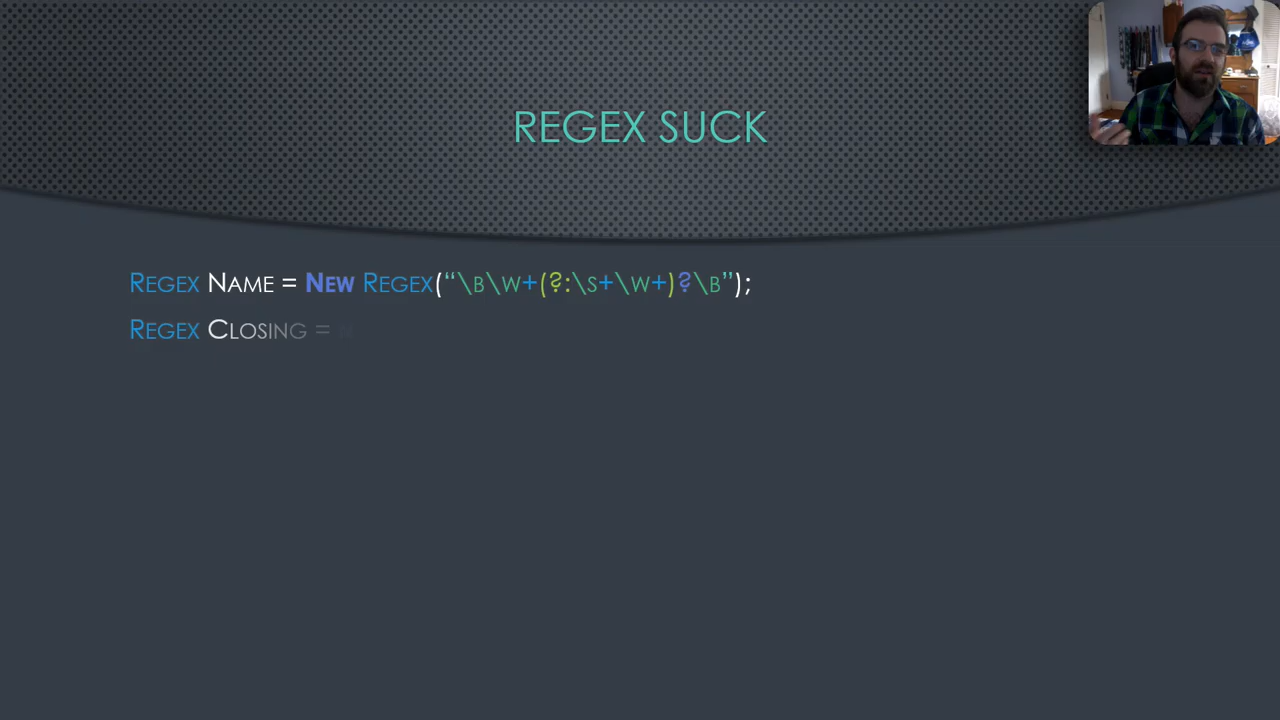 REGEX SUCK
REGEX NAME = NEW REGEX(“\B\W+(?:\S+\W+)?\B”);
REGEX CLOSING =